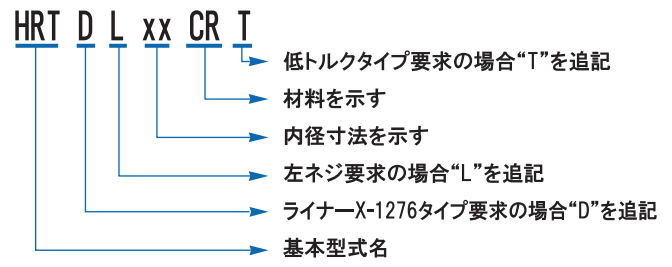 HRT D L xx CR T
低トルクタイプ要求の場合“T”を追記
材料を示す
内径寸法を示す
左ネジ要求の場合“L”を追記
ライナーX-1276タイプ要求の場合“D”を追記
基本型式名